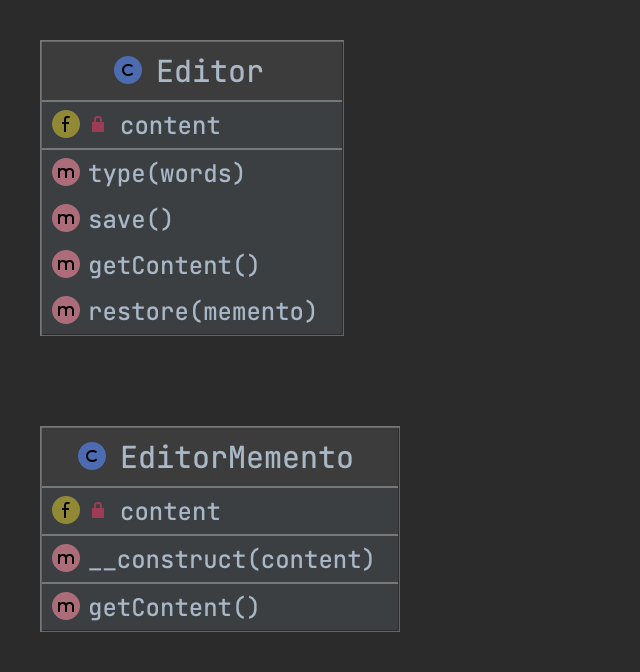 C Editor
f content
m type(words)
m save()
m getContent()
m restore(memento)
C EditorMemento
f content
m __construct(content)
m getContent()